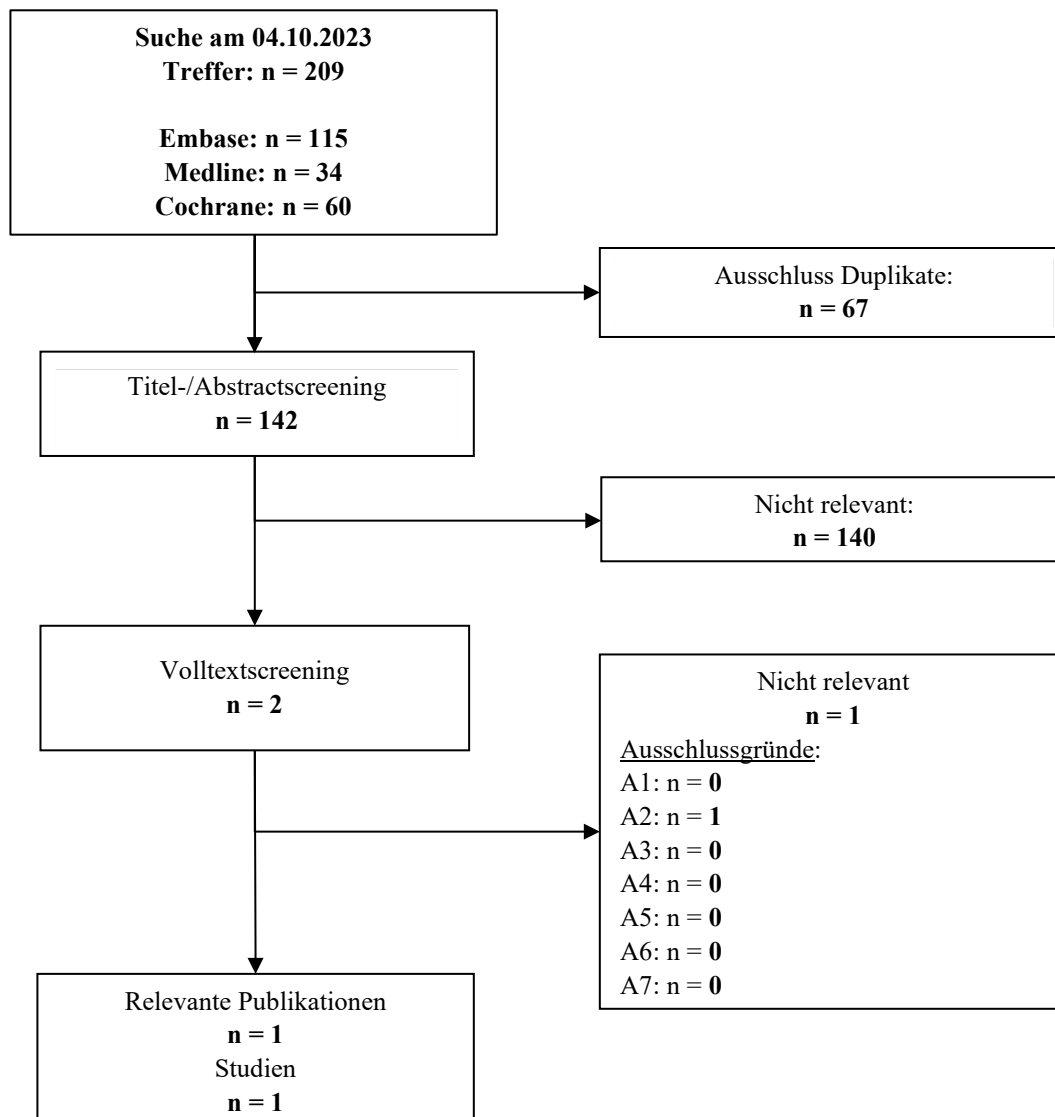 Suche am 04.10.2023
Treffer: n = 209
Embase: n = 115
Medline: n = 34
Cochrane: n = 60
Ausschluss Duplikate:
n = 67
Titel-/Abstractscreening
n = 142
Nicht relevant:
n = 140
Volltextscreening
n = 2
Nicht relevant
n = 1
Ausschlussgründe:
A1: n = 0
A2: n = 1
A3: n = 0
A4: n = 0
A5: n = 0
A6: n = 0
A7: n = 0
Relevante Publikationen
n = 1
Studien
n = 1